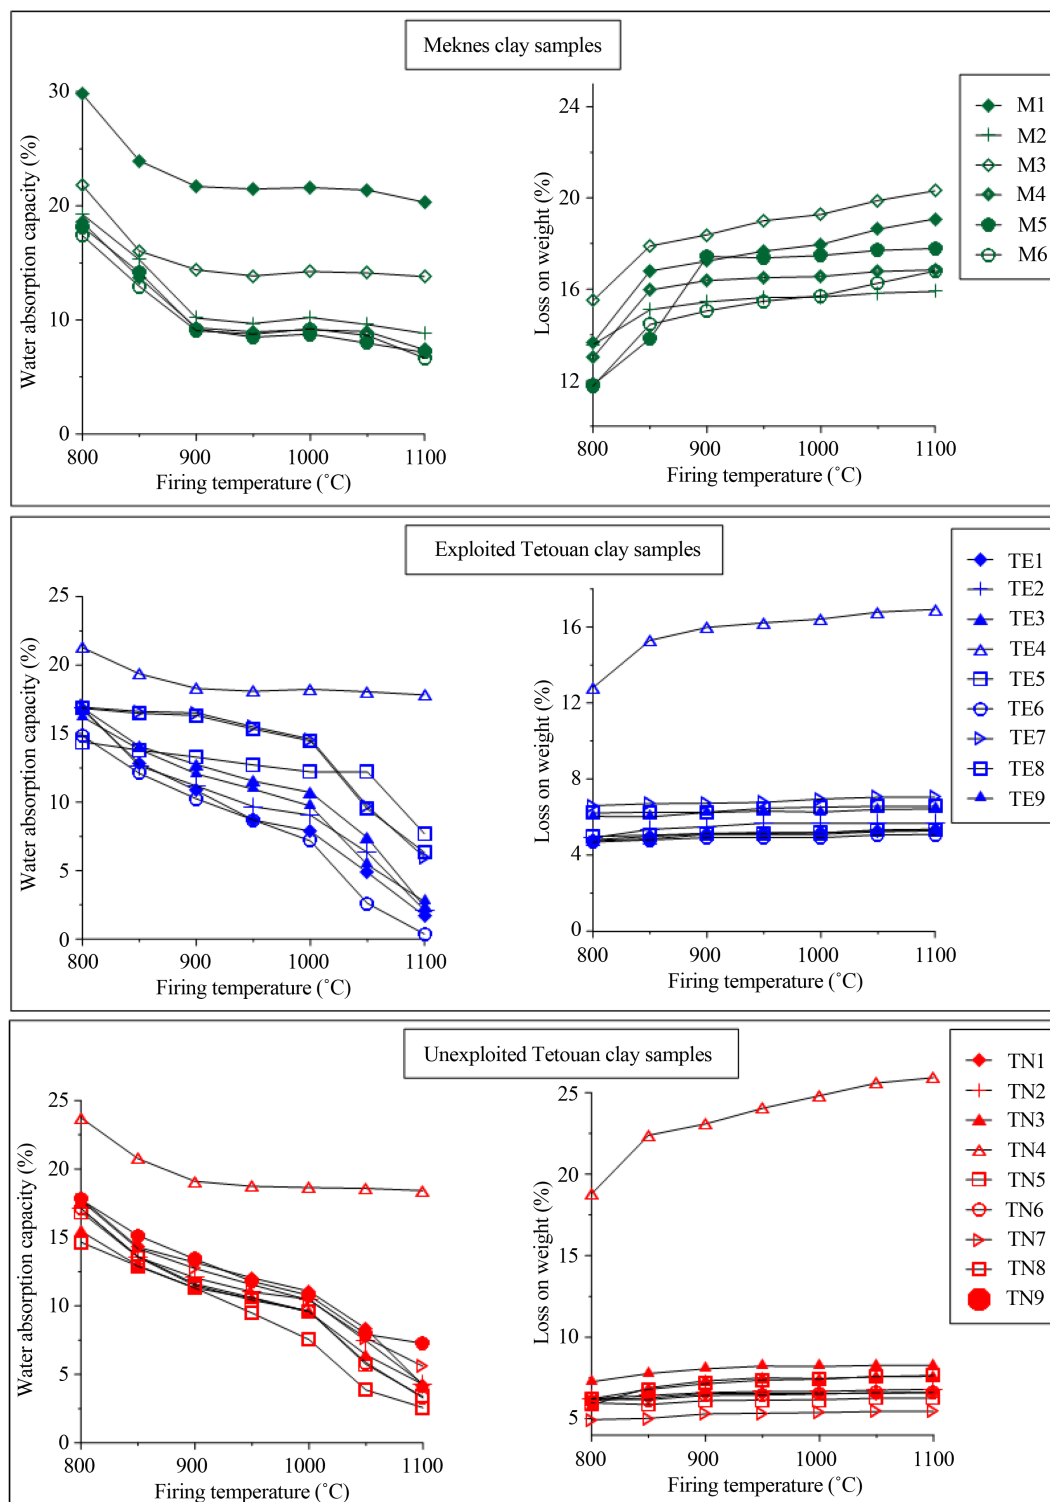 Meknes clay samples
Water absorption capacity (%)
30
20
10
0
800
900
1000
1100
Firing temperature (˚C)
Loss on weight (%)
24
20
16
12
800
900
1000
1100
Firing temperature (˚C)
M1
M2
M3
M4
M5
M6
Exploited Tetouan clay samples
Water absorption capacity (%)
25
20
15
10
5
0
800
900
1000
1100
Firing temperature (˚C)
Loss on weight (%)
16
12
8
4
0
800
900
1000
1100
Firing temperature (˚C)
TE1
TE2
TE3
TE4
TE5
TE6
TE7
TE8
TE9
Unexploited Tetouan clay samples
Water absorption capacity (%)
25
20
15
10
5
0
800
900
1000
1100
Firing temperature (˚C)
Loss on weight (%)
25
20
15
10
5
800
900
1000
1100
Firing temperature (˚C)
TN1
TN2
TN3
TN4
TN5
TN6
TN7
TN8
TN9